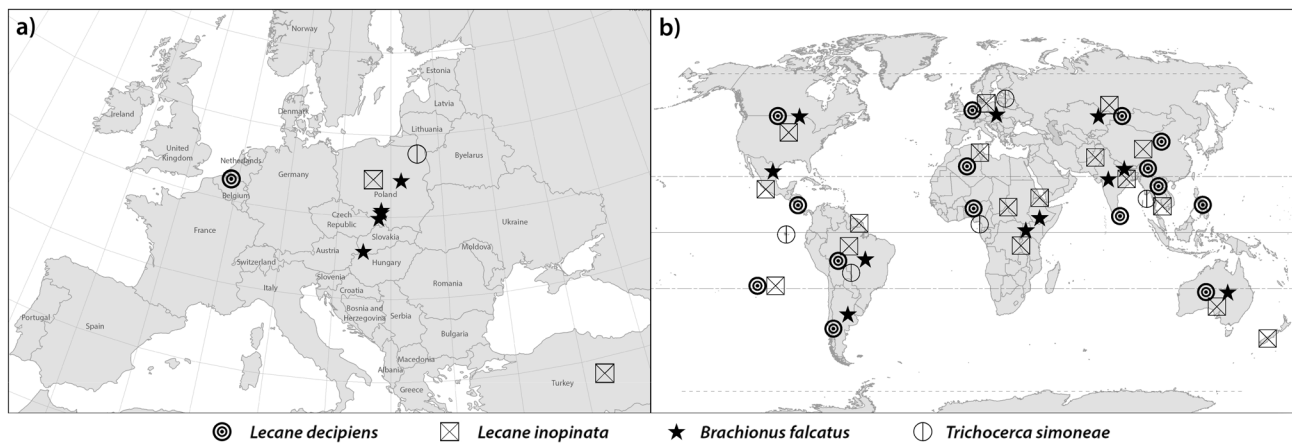 a)
Norway
Estonia
Latvia
Denmark
Lithuania
Ireland
United
Kingdom
Netherlands
Byelarus
Germany
Poland
Belgium
Czech
Republic
Ukraine
France
Slovakia
Austria
Moldova
Switzerland
Hungary
Slovenia
Romania
Italy
Croatia
Bosnia and
Herzegovina
Serbia
Portugal
Spain
Bulgaria
Macedonia
Albania
Turkey
Greece
b)
Lecane decipiens
Lecane inopinata
Brachionus falcatus
Trichocerca simoneae